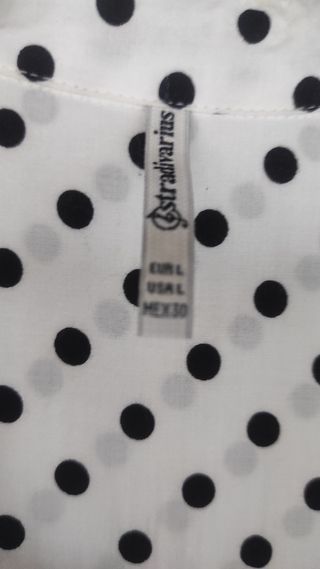 stradivarius
EUR L
USA L
MEX 30